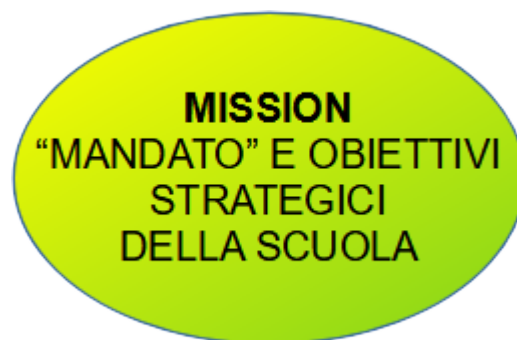 MISSION
“MANDATO” E OBIETTIVI
STRATEGICI
DELLA SCUOLA